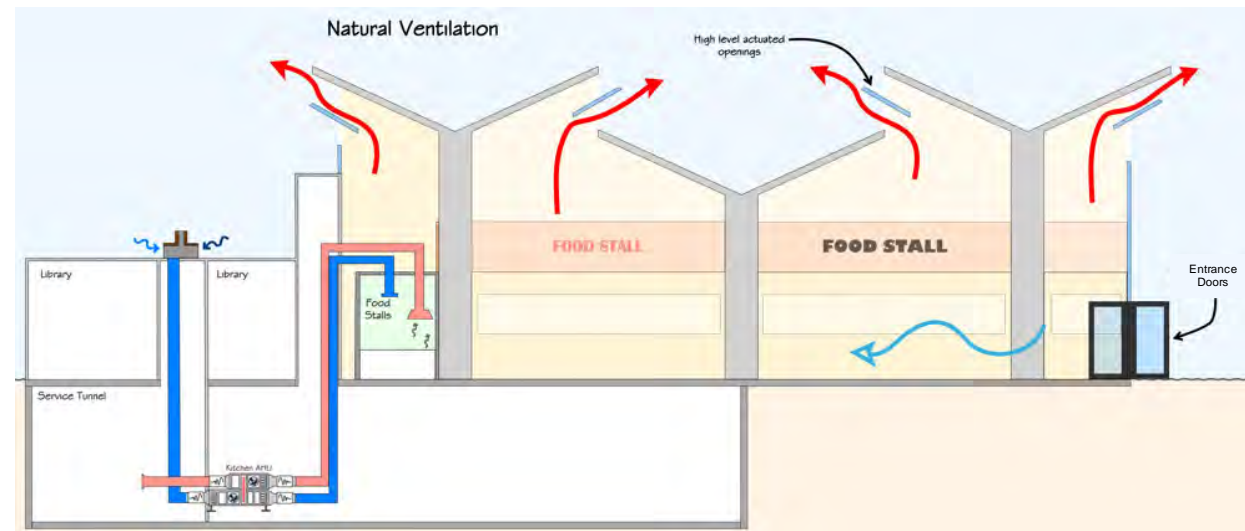 Natural Ventilation
High level actuated
openings
FOOD STALL
FOOD STALL
Library
Library
Food
Stalls
Entrance
Doors
Service Tunnel
Kitchen AHU